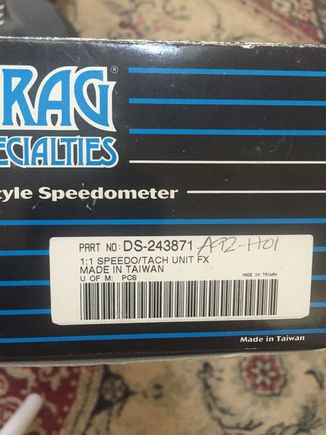 RAG®
ECIALTIES
tyle Speedometer
PART NO: DS-243871 A92-H01
1:1 SPEEDO/TACH UNIT FX
MADE IN TAIWAN
U OF M: PCS
MADE IN TAIWAN
Made in Taiwan